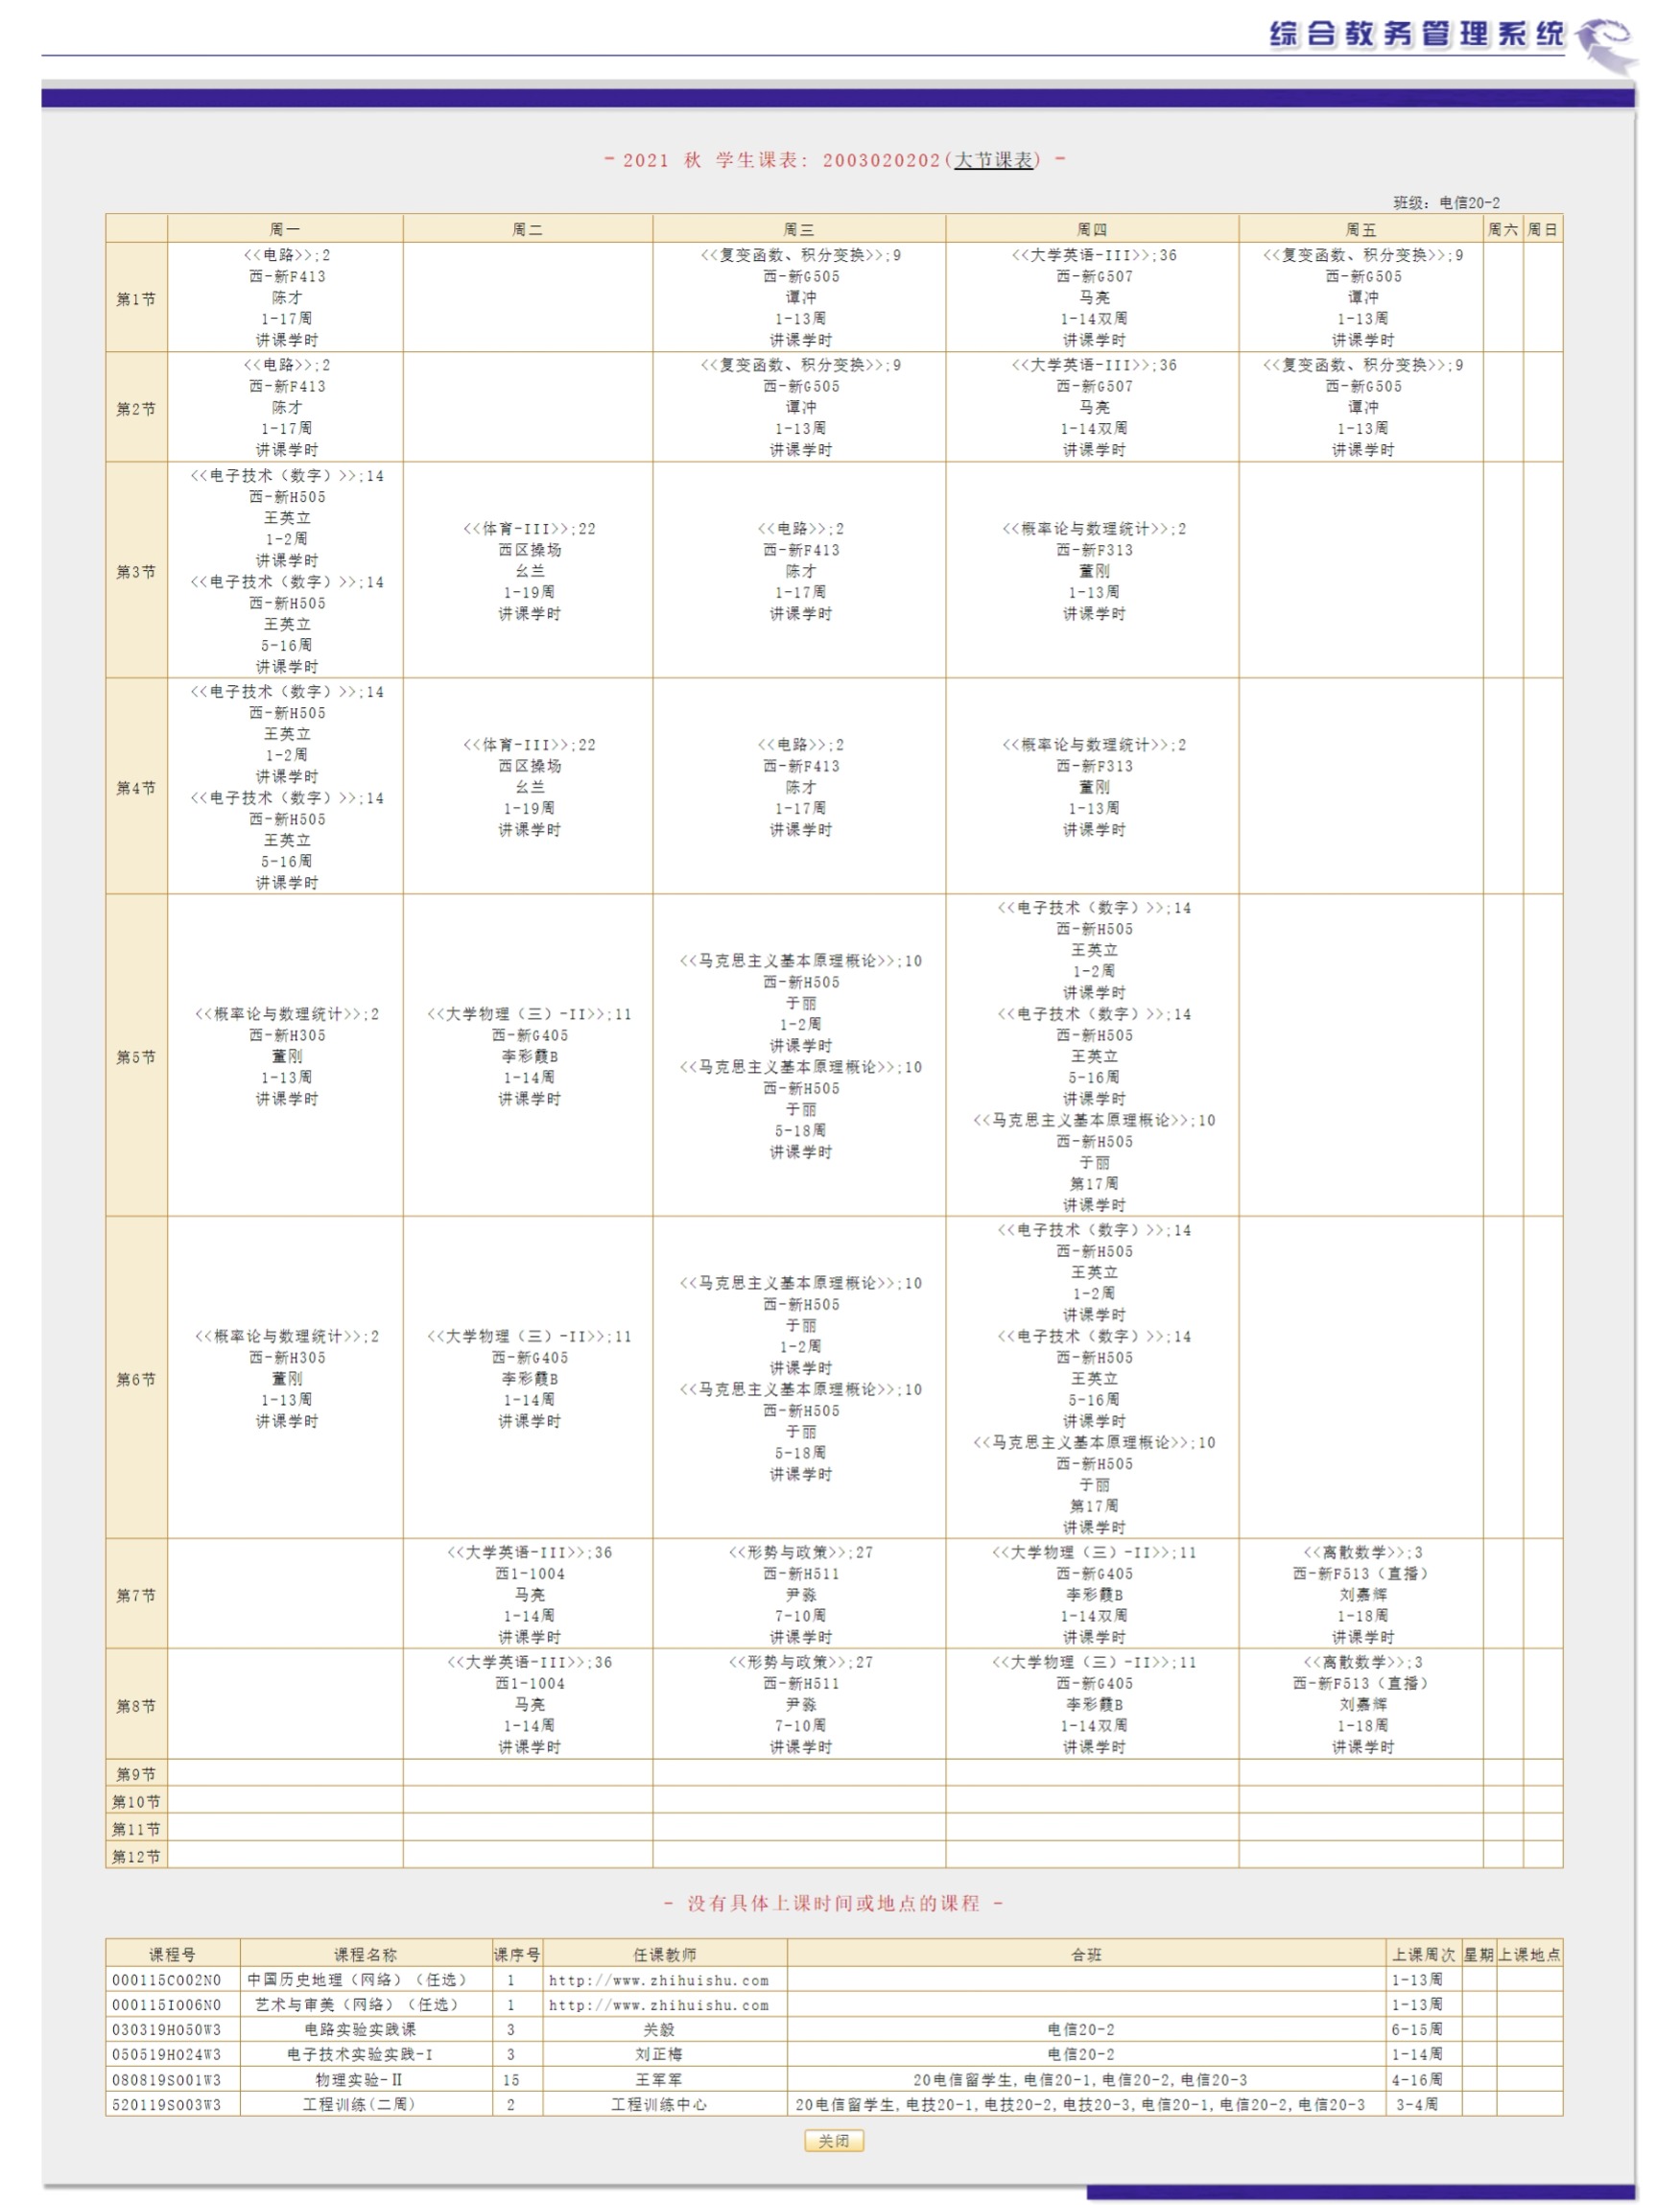 综合教务管理系统
- 2021 秋 学生课表: 2003020202(大节课表) -
班级: 电信20-2
周一 周二 周三 周四 周五 周六 周日
第1节
<<电路>>;2
西-新F413
陈才
1-17周
讲课学时
<<复变函数、积分变换>>;9
西-新G505
谭冲
1-13周
讲课学时
<<大学英语-III>>;36
西-新G507
马亮
1-14双周
讲课学时
<<复变函数、积分变换>>;9
西-新G505
谭冲
1-13周
讲课学时
第2节
<<电路>>;2
西-新F413
陈才
1-17周
讲课学时
<<复变函数、积分变换>>;9
西-新G505
谭冲
1-13周
讲课学时
<<大学英语-III>>;36
西-新G507
马亮
1-14双周
讲课学时
<<复变函数、积分变换>>;9
西-新G505
谭冲
1-13周
讲课学时
第3节
<<电子技术（数字）>>;14
西-新H505
王英立
1-2周
讲课学时
<<电子技术（数字）>>;14
西-新H505
王英立
5-16周
讲课学时
<<体育-III>>;22
西区操场
幺兰
1-19周
讲课学时
<<电路>>;2
西-新F413
陈才
1-17周
讲课学时
<<概率论与数理统计>>;2
西-新F313
董刚
1-13周
讲课学时
第4节
<<电子技术（数字）>>;14
西-新H505
王英立
1-2周
讲课学时
<<电子技术（数字）>>;14
西-新H505
王英立
5-16周
讲课学时
<<体育-III>>;22
西区操场
幺兰
1-19周
讲课学时
<<电路>>;2
西-新F413
陈才
1-17周
讲课学时
<<概率论与数理统计>>;2
西-新F313
董刚
1-13周
讲课学时
第5节
<<概率论与数理统计>>;2
西-新H305
董刚
1-13周
讲课学时
<<大学物理（三）-II>>;11
西-新G405
李彩霞B
1-14周
讲课学时
<<马克思主义基本原理概论>>;10
西-新H505
于丽
1-2周
讲课学时
<<马克思主义基本原理概论>>;10
西-新H505
于丽
5-18周
讲课学时
<<电子技术（数字）>>;14
西-新H505
王英立
1-2周
讲课学时
<<电子技术（数字）>>;14
西-新H505
王英立
5-16周
讲课学时
<<马克思主义基本原理概论>>;10
西-新H505
于丽
第17周
讲课学时
第6节
<<概率论与数理统计>>;2
西-新H305
董刚
1-13周
讲课学时
<<大学物理（三）-II>>;11
西-新G405
李彩霞B
1-14周
讲课学时
<<马克思主义基本原理概论>>;10
西-新H505
于丽
1-2周
讲课学时
<<马克思主义基本原理概论>>;10
西-新H505
于丽
5-18周
讲课学时
<<电子技术（数字）>>;14
西-新H505
王英立
1-2周
讲课学时
<<电子技术（数字）>>;14
西-新H505
王英立
5-16周
讲课学时
<<马克思主义基本原理概论>>;10
西-新H505
于丽
第17周
讲课学时
第7节
<<大学英语-III>>;36
西1-1004
马亮
1-14周
讲课学时
<<形势与政策>>;27
西-新H511
尹淼
7-10周
讲课学时
<<大学物理（三）-II>>;11
西-新G405
李彩霞B
1-14双周
讲课学时
<<离散数学>>;3
西-新F513（直播）
刘嘉辉
1-18周
讲课学时
第8节
<<大学英语-III>>;36
西1-1004
马亮
1-14周
讲课学时
<<形势与政策>>;27
西-新H511
尹淼
7-10周
讲课学时
<<大学物理（三）-II>>;11
西-新G405
李彩霞B
1-14双周
讲课学时
<<离散数学>>;3
西-新F513（直播）
刘嘉辉
1-18周
讲课学时
第9节
第10节
第11节
第12节
- 没有具体上课时间或地点的课程 -
课程号 课程名称 课序号 任课教师 合班 上课周次 星期 上课地点
000115C002N0 中国历史地理（网络）（任选） 1 http://www.zhihuishu.com 1-13周
000115I006N0 艺术与审美（网络）（任选） 1 http://www.zhihuishu.com 1-13周
030319H050W3 电路实验实践课 3 关毅 电信20-2 6-15周
050519H024W3 电子技术实验实践-I 3 刘正梅 电信20-2 1-14周
080819S001W3 物理实验-Ⅱ 15 王军军 20电信留学生,电信20-1,电信20-2,电信20-3 4-16周
520119S003W3 工程训练(二周) 2 工程训练中心 20电信留学生,电技20-1,电技20-2,电技20-3,电信20-1,电信20-2,电信20-3 3-4周
关闭